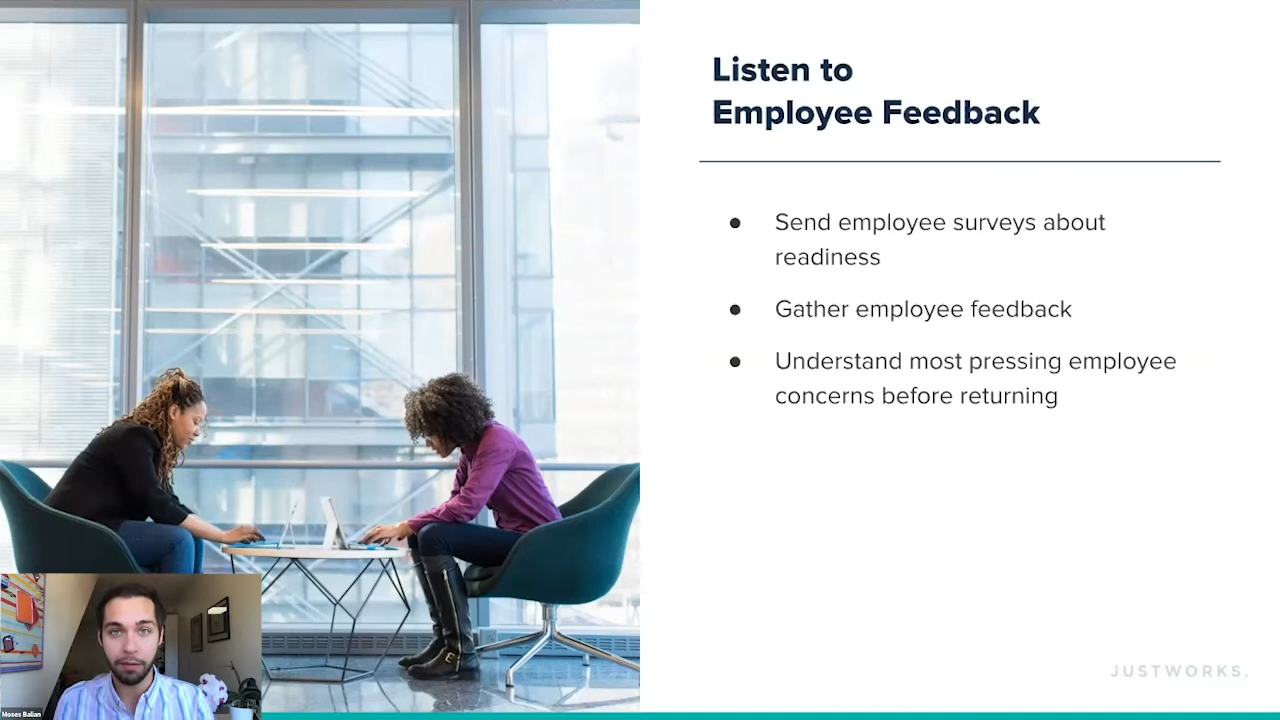 Listen to
Employee Feedback
● Send employee surveys about
readiness
● Gather employee feedback
● Understand most pressing employee
concerns before returning
JUSTWORKS.
Moses Balian